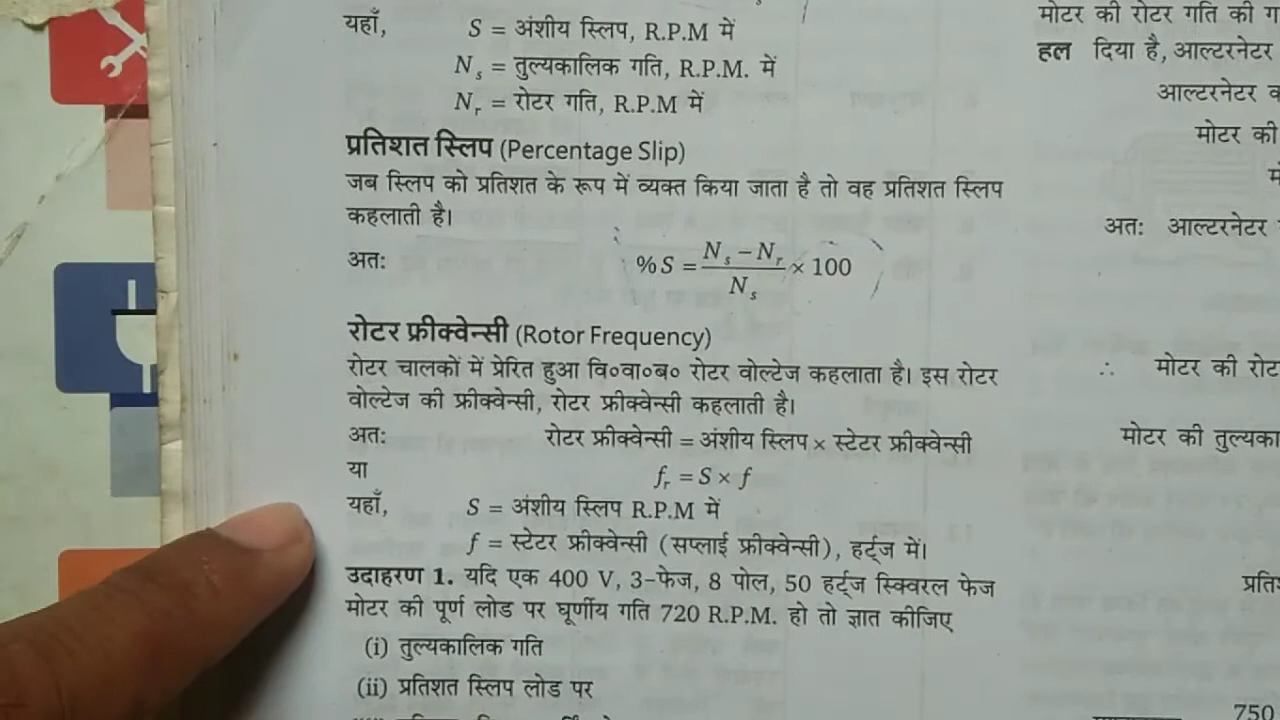 यहाँ, S = अंशीय स्लिप, R.P.M में
N_s = तुल्यकालिक गति, R.P.M. में
N_r = रोटर गति, R.P.M में
प्रतिशत स्लिप (Percentage Slip)
जब स्लिप को प्रतिशत के रूप में व्यक्त किया जाता है तो वह प्रतिशत स्लिप
कहलाती है।
अतः %S = (N_s − N_r)/N_s × 100
रोटर फ्रीक्वेन्सी (Rotor Frequency)
रोटर चालकों में प्रेरित हुआ वि०वा०ब० रोटर वोल्टेज कहलाता है। इस रोटर
वोल्टेज की फ्रीक्वेन्सी, रोटर फ्रीक्वेन्सी कहलाती है।
अतः रोटर फ्रीक्वेन्सी = अंशीय स्लिप × स्टेटर फ्रीक्वेन्सी
या f_r = S × f
यहाँ, S = अंशीय स्लिप R.P.M में
f = स्टेटर फ्रीक्वेन्सी (सप्लाई फ्रीक्वेन्सी), हर्ट्ज में।
उदाहरण 1. यदि एक 400 V, 3-फेज, 8 पोल, 50 हर्ट्ज स्क्विरल फेज
मोटर की पूर्ण लोड पर घूर्णीय गति 720 R.P.M. हो तो ज्ञात कीजिए
(i) तुल्यकालिक गति
(ii) प्रतिशत स्लिप लोड पर
मोटर की रोटर गति की
हल दिया है, आल्टरनेटर
आल्टरनेटर
मोटर की
अतः आल्टरनेटर
∴ मोटर की
मोटर की
750